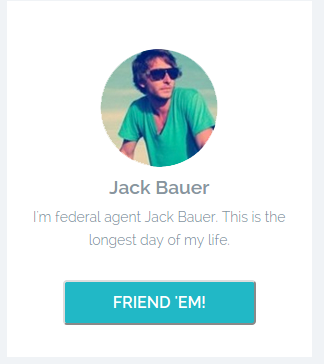 Jack Bauer
I'm federal agent Jack Bauer. This is the
longest day of my life.
FRIEND 'EM!